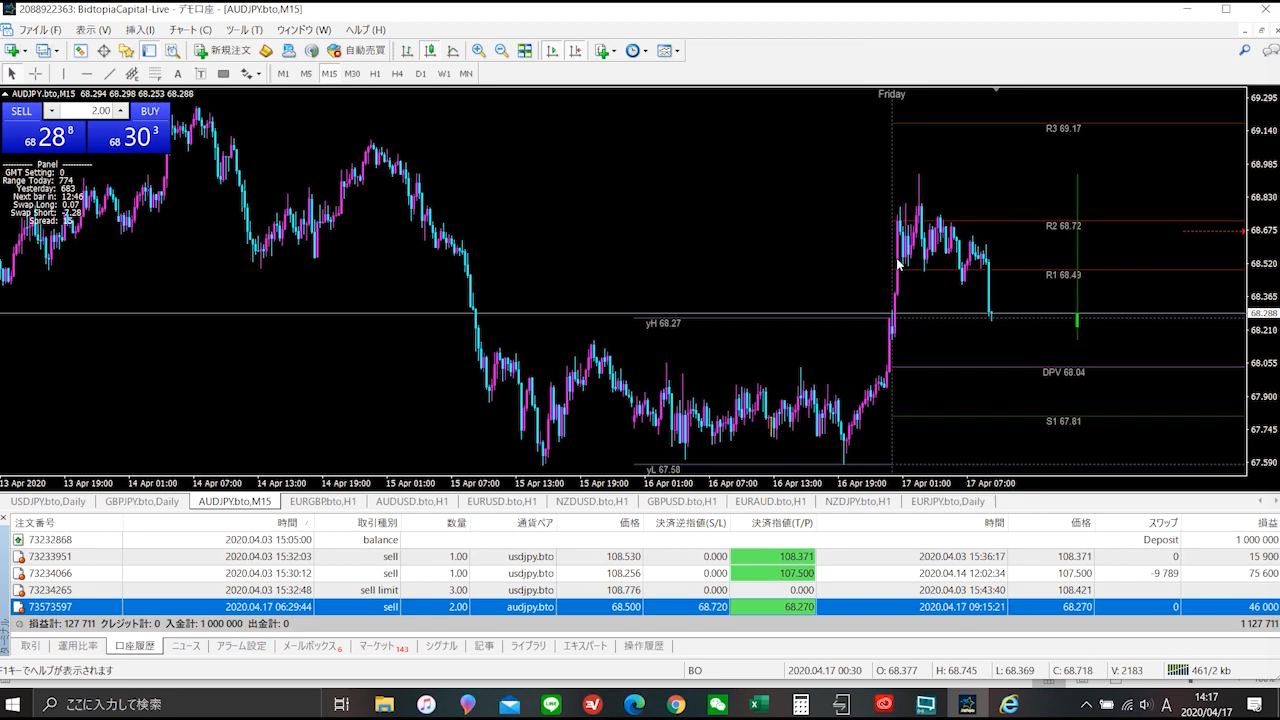 2088922363: BidtopiaCapital-Live - デモ口座 - [AUDJPY.bto,M15]
ファイル (F) 表示 (V) 挿入(I) チャート (C) ツール (T) ウィンドウ (W) ヘルプ (H)
新規注文 自動売買
A T M1 M5 M15 M30 H1 H4 D1 W1 MN
AUDJPY.bto,M15 68.294 68.298 68.253 68.288
SELL 2.00 BUY
68 28 8 68 30 3
---------- Panel ----------
GMT Setting: 0
Range Today: 774
Yesterday: 683
Next bar in: 12:46
Swap Long: 0.07
Swap Short: -7.28
Friday
R3 69.17
R2 68.72
R1 68.49
yH 68.27
DPV 68.04
S1 67.81
yL 67.58
69.295
69.140
68.985
68.830
68.675
68.520
68.365
68.288
68.210
68.055
67.900
67.745
67.590
13 Apr 2020 13 Apr 19:00 14 Apr 01:00 14 Apr 07:00 14 Apr 13:00 14 Apr 19:00 15 Apr 01:00 15 Apr 07:00 15 Apr 13:00 15 Apr 19:00 16 Apr 01:00 16 Apr 07:00 16 Apr 13:00 16 Apr 19:00 17 Apr 01:00 17 Apr 07:00
USDJPY.bto,Daily GBPJPY.bto,Daily AUDJPY.bto,M15 EURGBP.bto,H1 AUDUSD.bto,H1 EURUSD.bto,H1 NZDUSD.bto,H1 GBPUSD.bto,H1 EURAUD.bto,H1 NZDJPY.bto,H1 EURJPY.bto,Daily
注文番号 時間 取引種別 数量 通貨ペア 価格 決済逆指値(S/L) 決済指値(T/P) 時間 価格 スワップ 損益
73232868 2020.04.03 15:05:00 balance Deposit 1 000 000
73233951 2020.04.03 15:32:03 sell 1.00 usdjpy.bto 108.530 0.000 108.371 2020.04.03 15:36:17 108.371 0 15 900
73234066 2020.04.03 15:30:12 sell 1.00 usdjpy.bto 108.256 0.000 107.500 2020.04.14 12:02:34 107.500 -9 789 75 600
73234265 2020.04.03 15:32:48 sell limit 3.00 usdjpy.bto 108.776 0.000 0.000 2020.04.03 15:43:40 108.421
73573597 2020.04.17 06:29:44 sell 2.00 audjpy.bto 68.500 68.720 68.270 2020.04.17 09:15:21 68.270 0 46 000
損益計: 127 711 クレジット計: 0 入金計: 1 000 000 出金計: 0 1 127 711
取引 運用比率 口座履歴 ニュース アラーム設定 メールボックス6 マーケット143 シグナル 記事 ライブラリ エキスパート 操作履歴
F1キーでヘルプが表示されます BO 2020.04.17 00:30 O: 68.377 H: 68.745 L: 68.369 C: 68.718 V: 2183 461/2 kb
ここに入力して検索 A 14:17
2020/04/17